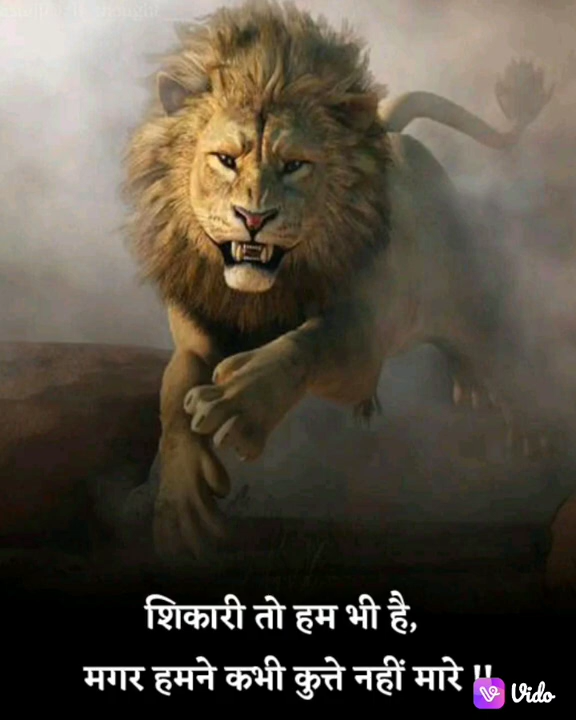 शिकारी तो हम भी है,
मगर हमने कभी कुत्ते नहीं मारे !!
Vido